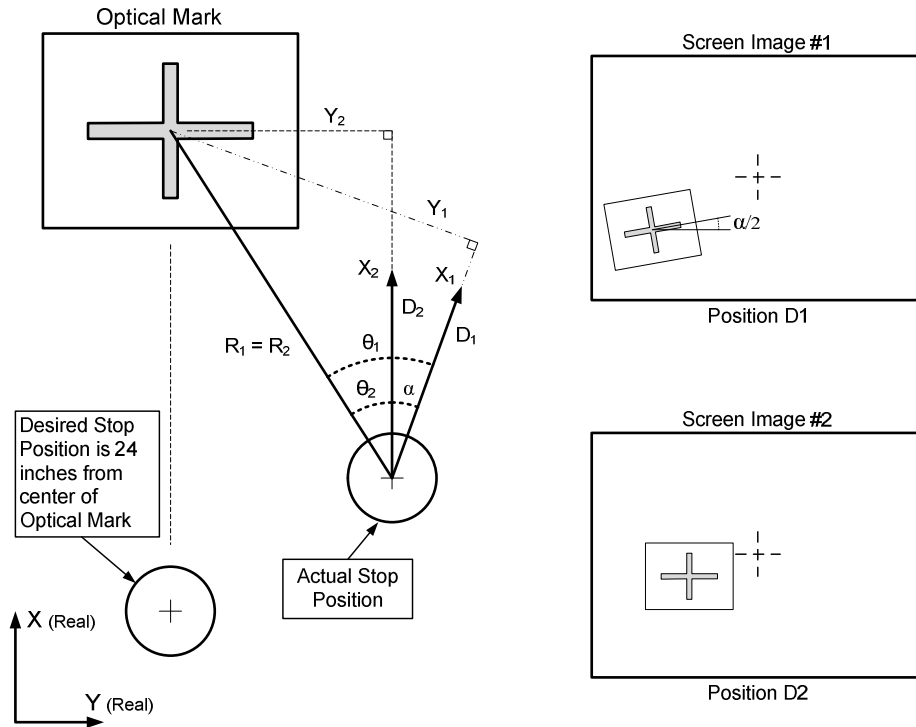 Optical Mark
Y₂
Y₁
X₂
X₁
D₂
D₁
R₁ = R₂
θ₁
θ₂
α
Desired Stop
Position is 24
inches from
center of
Optical Mark
Actual Stop
Position
X (Real)
Y (Real)
Screen Image #1
α/2
Position D1
Screen Image #2
Position D2